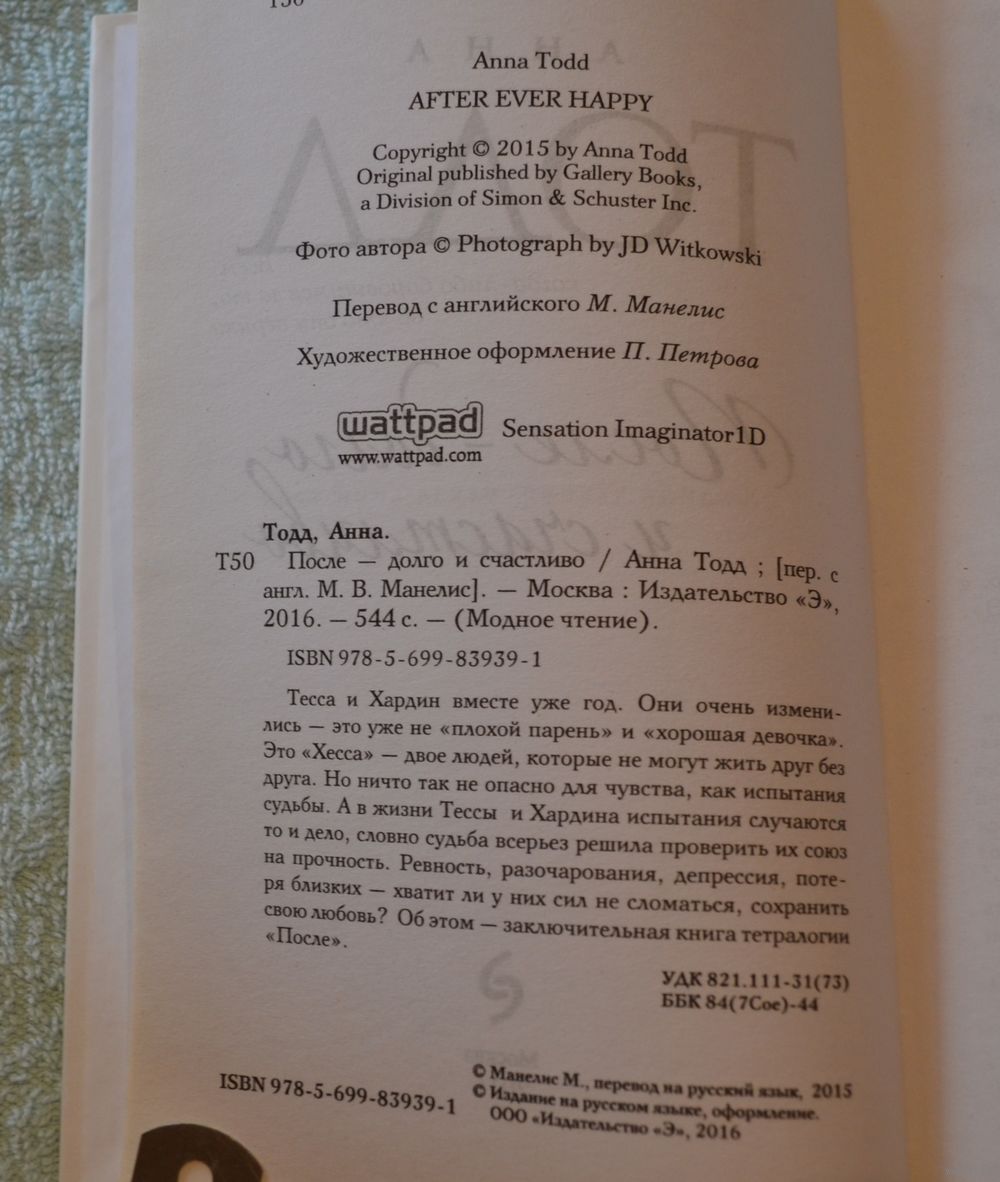 Т50
Anna Todd
AFTER EVER HAPPY
Copyright © 2015 by Anna Todd
Original published by Gallery Books,
a Division of Simon & Schuster Inc.
Фото автора © Photograph by JD Witkowski
Перевод с английского М. Манелис
Художественное оформление П. Петрова
wattpad
www.wattpad.com
Sensation Imaginator1D
Тодд, Анна.
Т50 После — долго и счастливо / Анна Тодд ; [пер. с
англ. М. В. Манелис]. — Москва : Издательство «Э»,
2016. — 544 с. — (Модное чтение).
ISBN 978-5-699-83939-1
Тесса и Хардин вместе уже год. Они очень измени-
лись — это уже не «плохой парень» и «хорошая девочка».
Это «Хесса» — двое людей, которые не могут жить друг без
друга. Но ничто так не опасно для чувства, как испытания
судьбы. А в жизни Тессы и Хардина испытания случаются
то и дело, словно судьба всерьез решила проверить их союз
на прочность. Ревность, разочарования, депрессия, поте-
ря близких — хватит ли у них сил не сломаться, сохранить
свою любовь? Об этом — заключительная книга тетралогии
«После».
УДК 821.111-31(73)
ББК 84(7Сое)-44
ISBN 978-5-699-83939-1
© Манелис М., перевод на русский язык, 2015
© Издание на русском языке, оформление.
ООО «Издательство «Э», 2016